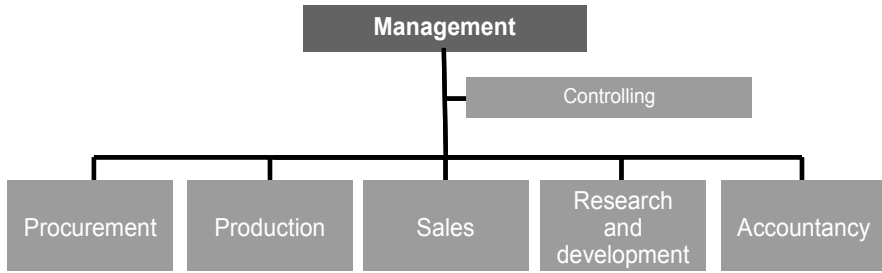 Management
Controlling
Procurement
Production
Sales
Research
and
development
Accountancy